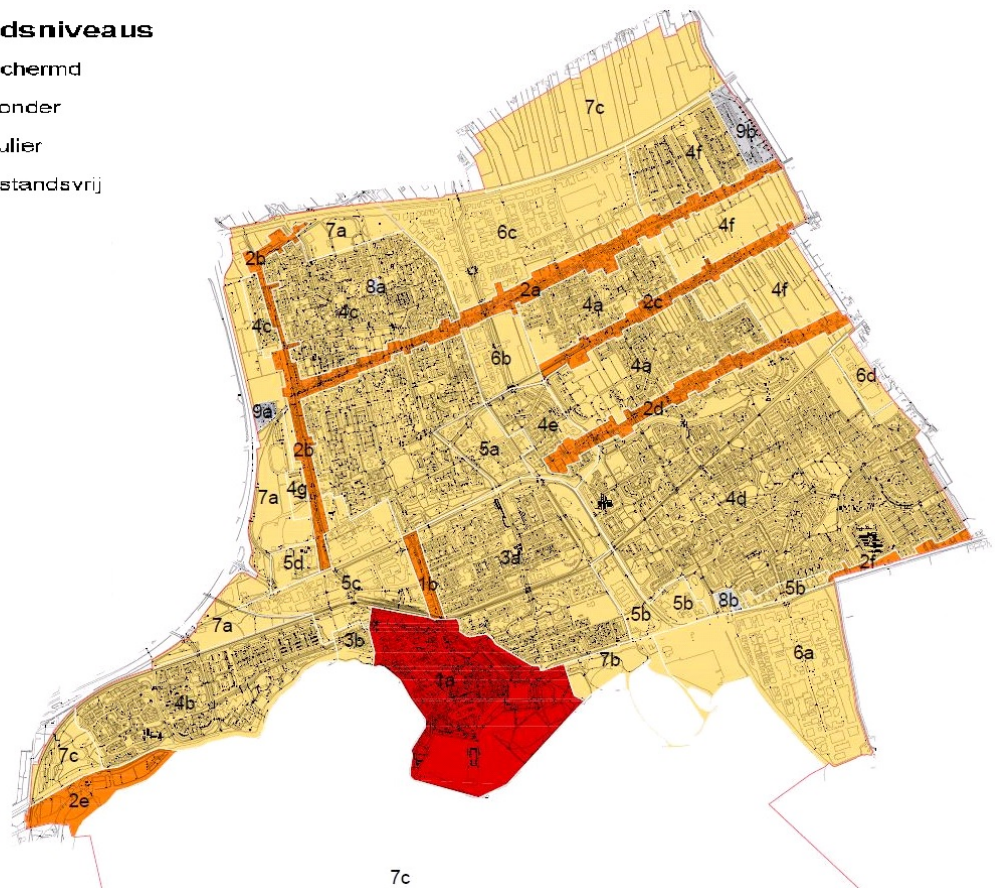 dsniveaus
chermd
onder
ulier
standsvrij
7c
9b
4f
7a
6c
4f
2b
8a
2a
4f
4c
4c
4a
2c
6b
4a
6d
9a
2d
4e
2b
5a
7a
4g
4d
3a
5d
2f
5c
1b
5b
5b
5b
8b
7a
3b
7b
6a
1a
4b
7c
2e
7c